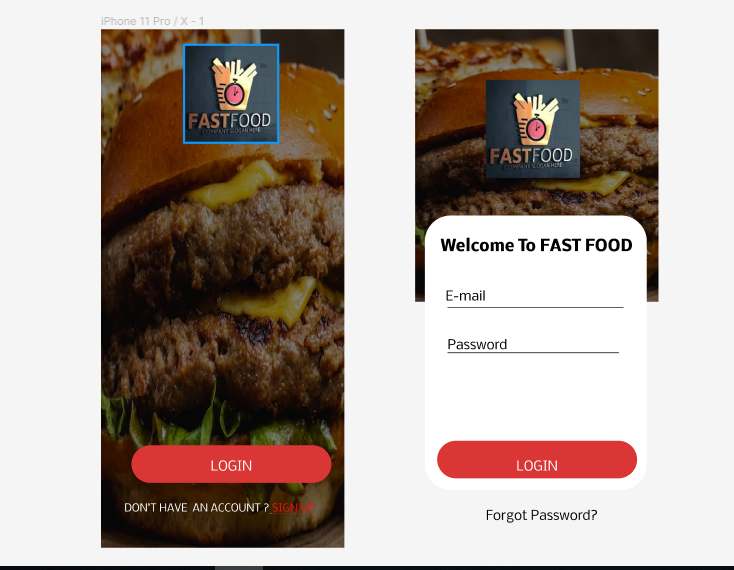 iPhone 11 Pro / X - 1
FASTFOOD
COMPANY SLOGAN HERE
LOGIN
DON'T HAVE AN ACCOUNT ? SIGN UP
FASTFOOD
COMPANY SLOGAN HERE
Welcome To FAST FOOD
E-mail
Password
LOGIN
Forgot Password?